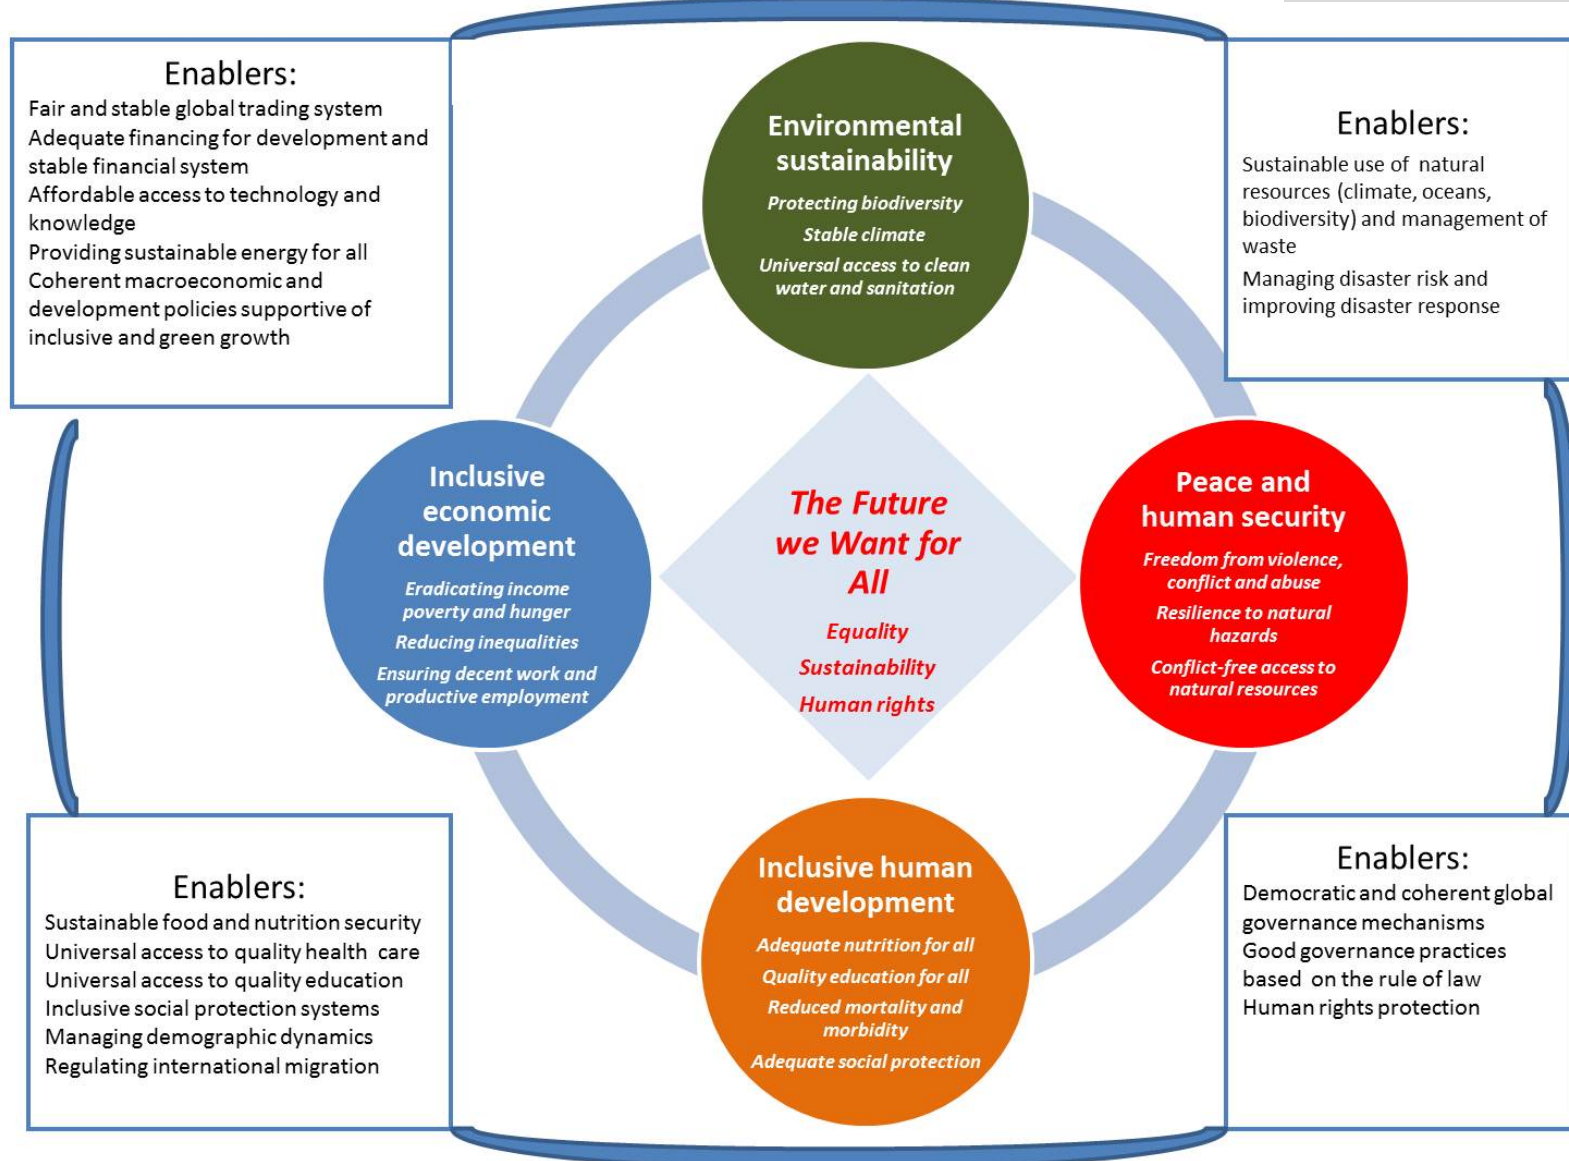 Enablers:
Fair and stable global trading system
Adequate financing for development and
stable financial system
Affordable access to technology and
knowledge
Providing sustainable energy for all
Coherent macroeconomic and
development policies supportive of
inclusive and green growth
Environmental
sustainability
Protecting biodiversity
Stable climate
Universal access to clean
water and sanitation
Enablers:
Sustainable use of natural
resources (climate, oceans,
biodiversity) and management of
waste
Managing disaster risk and
improving disaster response
Inclusive
economic
development
Eradicating income
poverty and hunger
Reducing inequalities
Ensuring decent work and
productive employment
The Future
we Want for
All
Equality
Sustainability
Human rights
Peace and
human security
Freedom from violence,
conflict and abuse
Resilience to natural
hazards
Conflict-free access to
natural resources
Enablers:
Sustainable food and nutrition security
Universal access to quality health care
Universal access to quality education
Inclusive social protection systems
Managing demographic dynamics
Regulating international migration
Inclusive human
development
Adequate nutrition for all
Quality education for all
Reduced mortality and
morbidity
Adequate social protection
Enablers:
Democratic and coherent global
governance mechanisms
Good governance practices
based on the rule of law
Human rights protection